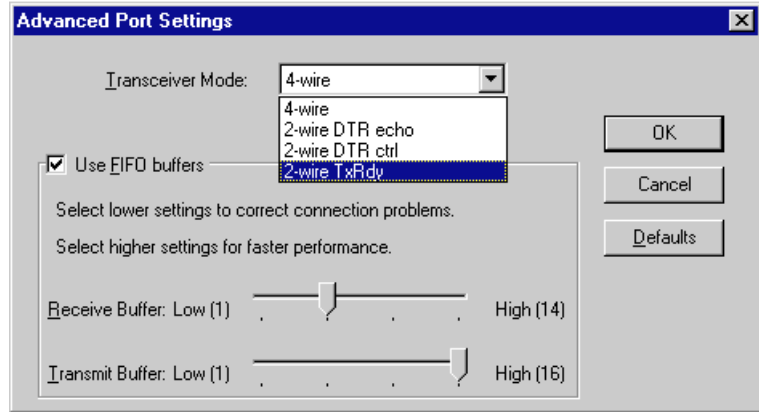 Advanced Port Settings
Transceiver Mode: 4-wire
4-wire
2-wire DTR echo
2-wire DTR ctrl
2-wire TxRdy
OK
Cancel
Defaults
Use FIFO buffers
Select lower settings to correct connection problems.
Select higher settings for faster performance.
Receive Buffer: Low (1) High (14)
Transmit Buffer: Low (1) High (16)